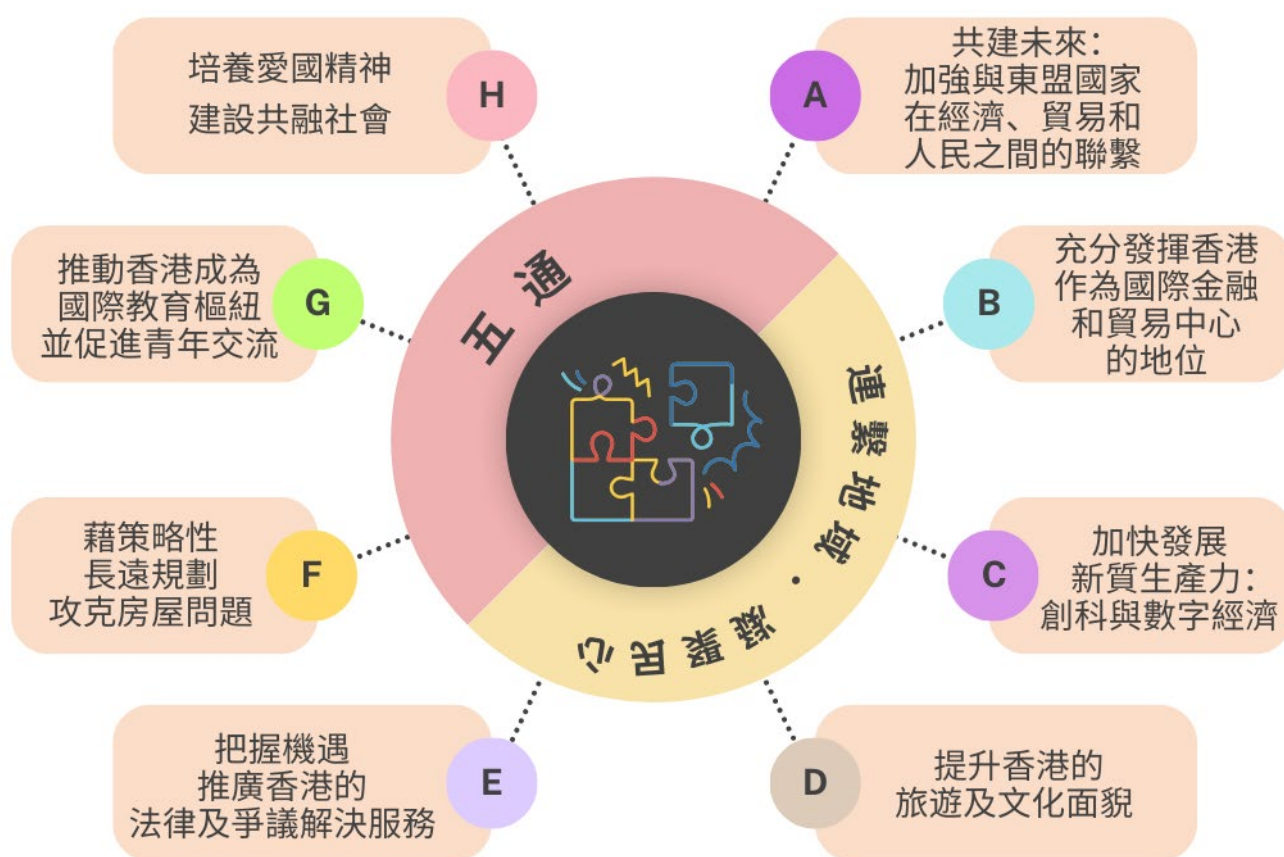 五通
連繫地域・凝聚民心
A
共建未來：
加強與東盟國家
在經濟、貿易和
人民之間的聯繫
B
充分發揮香港
作為國際金融
和貿易中心
的地位
C
加快發展
新質生產力：
創科與數字經濟
D
提升香港的
旅遊及文化面貌
E
把握機遇
推廣香港的
法律及爭議解決服務
F
藉策略性
長遠規劃
攻克房屋問題
G
推動香港成為
國際教育樞紐
並促進青年交流
H
培養愛國精神
建設共融社會